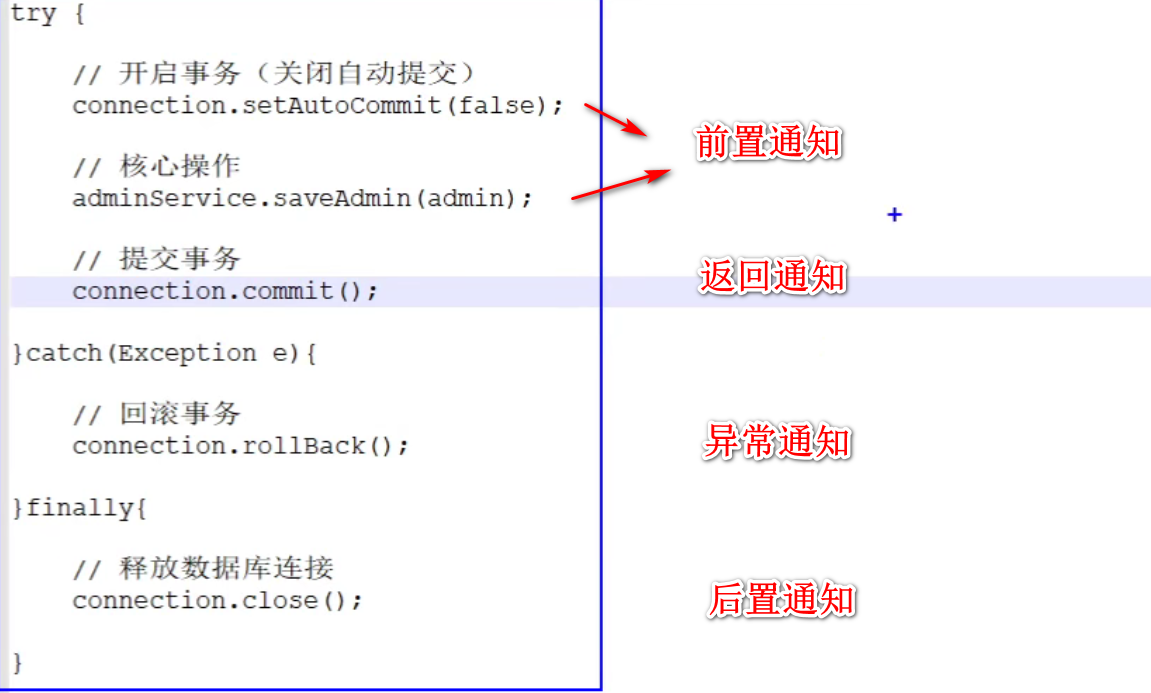 try {
// 开启事务（关闭自动提交）
connection.setAutoCommit(false);
前置通知
// 核心操作
adminService.saveAdmin(admin);
// 提交事务
connection.commit();
返回通知
}catch(Exception e){
// 回滚事务
connection.rollBack();
异常通知
}finally{
// 释放数据库连接
connection.close();
后置通知
}